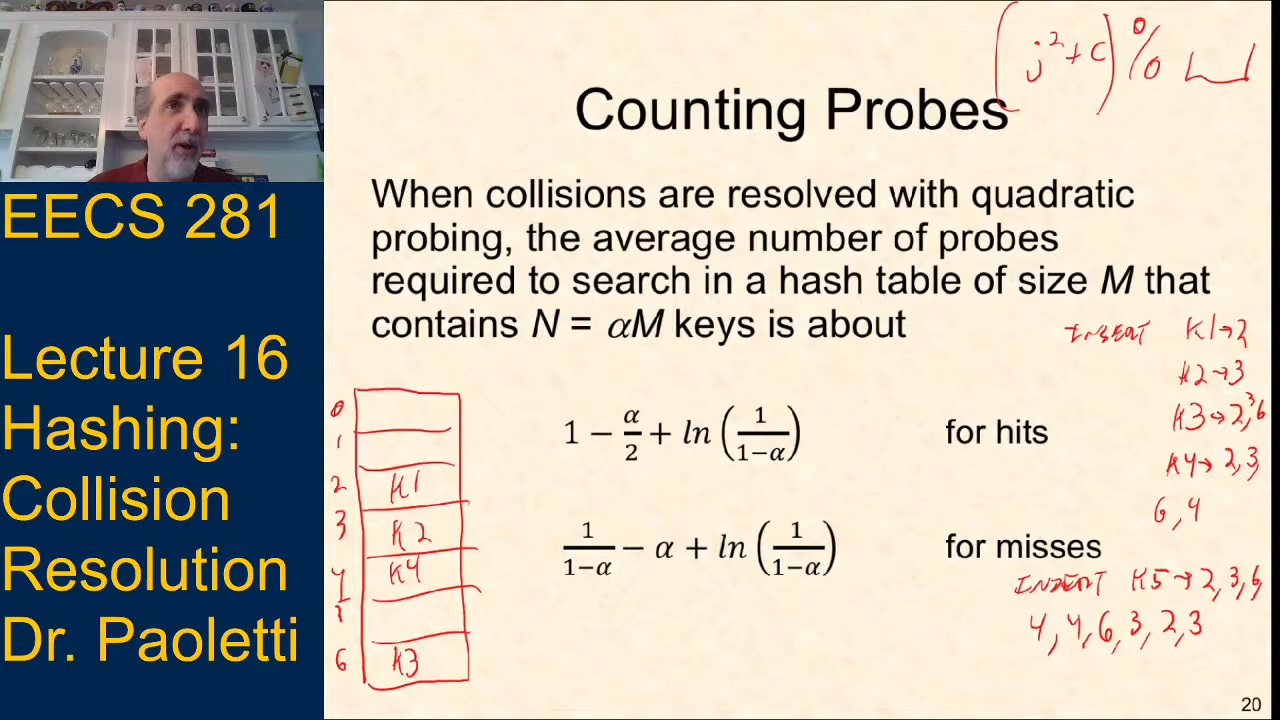 EECS 281
Lecture 16
Hashing:
Collision
Resolution
Dr. Paoletti
(j²+c) %
Counting Probes
When collisions are resolved with quadratic
probing, the average number of probes
required to search in a hash table of size M that
contains N = αM keys is about
INSERT K1→2
K2→3
K3→2,3,6
K4→2,3,
6,4
1 − α/2 + ln(1/(1−α)) for hits
1/(1−α) − α + ln(1/(1−α)) for misses
INSERT K5→2,3,6,
4,4,6,3,2,3
0
1
2 K1
3 K2
4 K4
6 K3
20